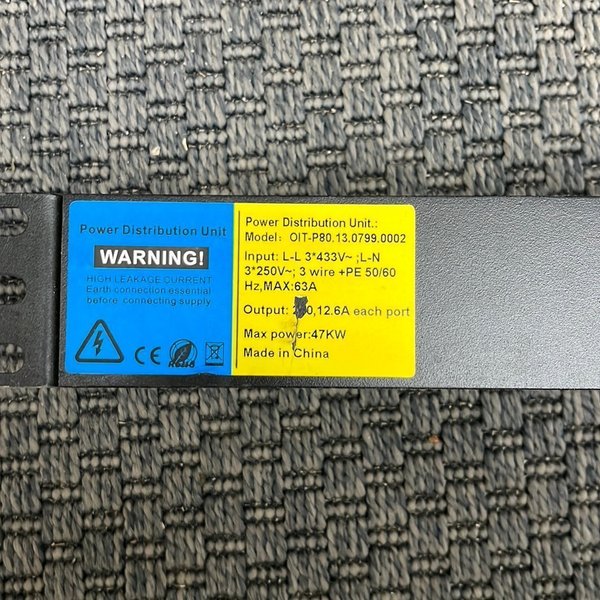 Power Distribution Unit
WARNING!
HIGH LEAKAGE CURRENT
Earth connection essential
before connecting supply
CE
RoHS
Power Distribution Unit.:
Model: OIT-P80.13.0799.0002
Input: L-L 3*433V~ ;L-N
3*250V~; 3 wire +PE 50/60
Hz,MAX:63A
Output: 12.6A each port
Max power:47KW
Made in China